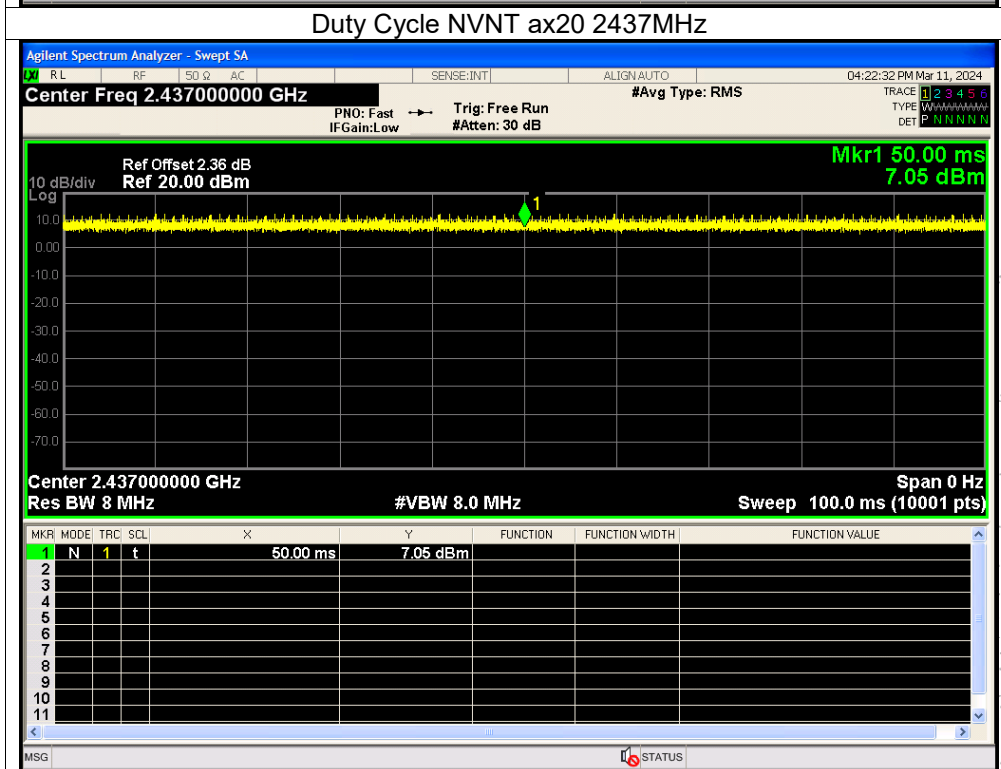 Duty Cycle NVNT ax20 2437MHz
Agilent Spectrum Analyzer - Swept SA
LXI RL RF 50 Ω AC SENSE:INT ALIGN AUTO 04:22:32 PM Mar 11, 2024
Center Freq 2.437000000 GHz #Avg Type: RMS TRACE 1 2 3 4 5 6
PNO: Fast Trig: Free Run TYPE WWWWWW
IFGain:Low #Atten: 30 dB DET P N N N N N
Mkr1 50.00 ms
Ref Offset 2.36 dB
10 dB/div Ref 20.00 dBm 7.05 dBm
Log
1
10.0
0.00
-10.0
-20.0
-30.0
-40.0
-50.0
-60.0
-70.0
Center 2.437000000 GHz Span 0 Hz
Res BW 8 MHz #VBW 8.0 MHz Sweep 100.0 ms (10001 pts)
MKR MODE TRC SCL X Y FUNCTION FUNCTION WIDTH FUNCTION VALUE
1 N 1 t 50.00 ms 7.05 dBm
2
3
4
5
6
7
8
9
10
11
MSG STATUS